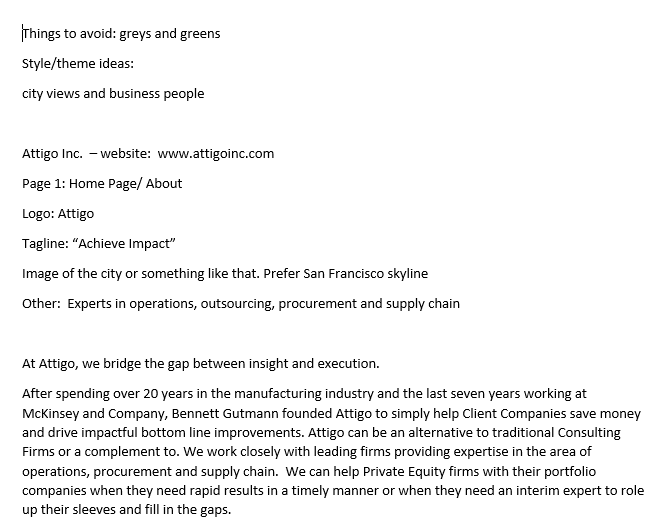 Things to avoid: greys and greens
Style/theme ideas:
city views and business people
Attigo Inc.  – website:  www.attigoinc.com
Page 1: Home Page/ About
Logo: Attigo
Tagline: “Achieve Impact”
Image of the city or something like that. Prefer San Francisco skyline
Other:  Experts in operations, outsourcing, procurement and supply chain
At Attigo, we bridge the gap between insight and execution.
After spending over 20 years in the manufacturing industry and the last seven years working at
McKinsey and Company, Bennett Gutmann founded Attigo to simply help Client Companies save money
and drive impactful bottom line improvements. Attigo can be an alternative to traditional Consulting
Firms or a complement to. We work closely with leading firms providing expertise in the area of
operations, procurement and supply chain.  We can help Private Equity firms with their portfolio
companies when they need rapid results in a timely manner or when they need an interim expert to role
up their sleeves and fill in the gaps.